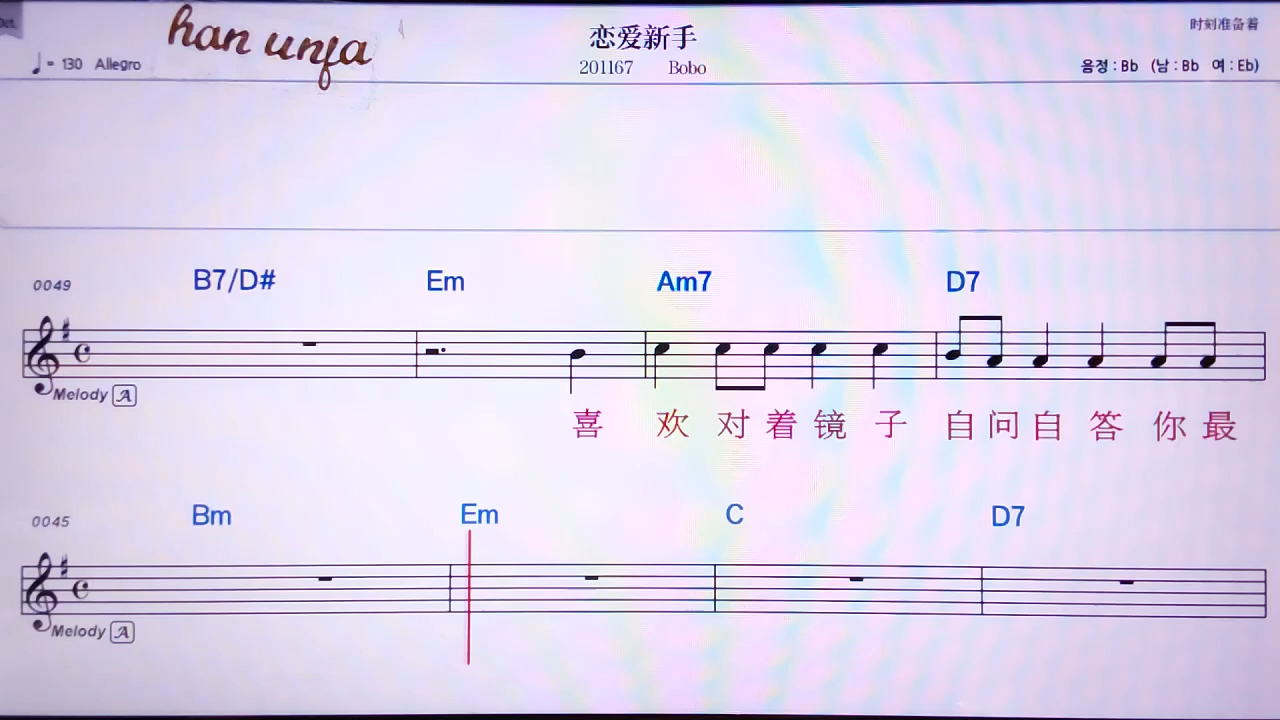 han unfa
恋爱新手
时刻准备着
♩ = 130 Allegro
201167 Bobo
음정 : Bb (남 : Bb 여 : Eb)
0049 B7/D# Em Am7 D7
Melody A
喜 欢 对 着 镜 子 自 问 自 答 你 最
0045 Bm Em C D7
Melody A